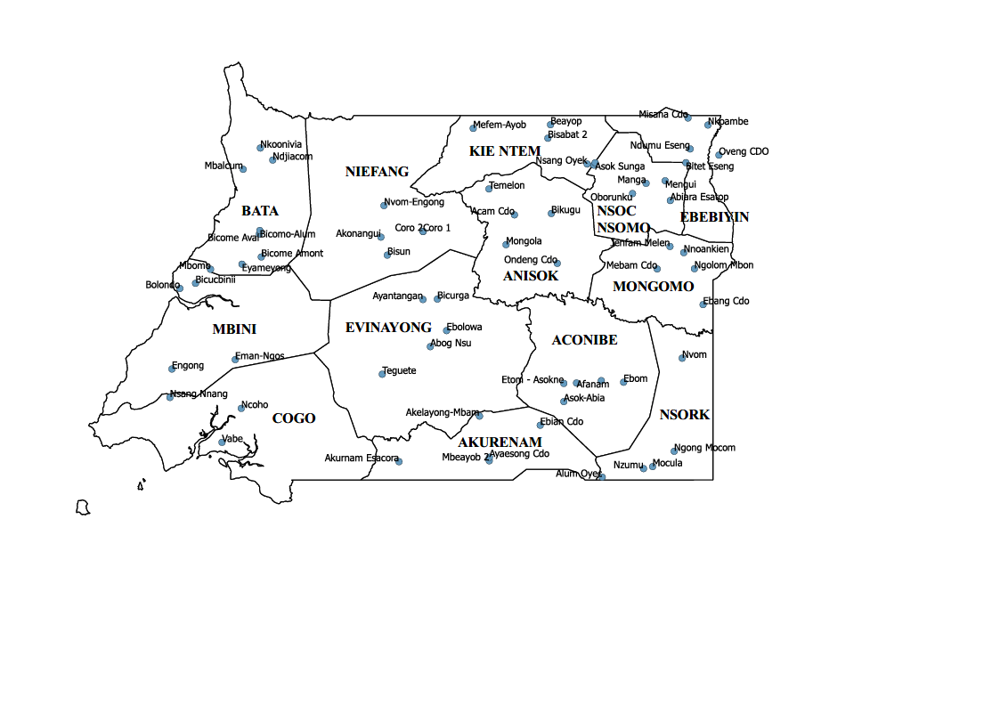 Misana Cdo
Nkpambe
Beayop
Mefem-Ayob
Bisabat 2
Nkoonivia
Ndumu Eseng
Oveng CDO
KIE NTEM
Ndjiacom
Nsang Oyek
Mbalcum
Asok Sunga
Bitet Eseng
NIEFANG
Manga
Mengui
Temelon
Oborunku
Abiara Esatop
Nvom-Engong
BATA
Acam Cdo
Bikugu
NSOC
NSOMO
EBEBIYIN
Coro 2
Coro 1
Akonangui
Bicome Avai
Bicomo-Alum
Mongola
Yenfam Melen
Nnoankien
Bisun
Bicome Amont
Ondeng Cdo
Mbomo
Eyameyong
Mebam Cdo
Ngolom Mbon
ANISOK
Bolondo
Bicucbinii
MONGOMO
Ayantangan
Bicurga
Ebang Cdo
MBINI
EVINAYONG
Ebolowa
Abog Nsu
ACONIBE
Eman-Ngos
Nvom
Engong
Teguete
Etom - Asokne
Afanam
Ebom
Nsang Nnang
Asok-Abia
Ncoho
COGO
Akelayong-Mbam
Ebian Cdo
NSORK
Vabe
AKURENAM
Ngong Mocom
Akurnam Esacora
Mbeayob 2
Ayaesong Cdo
Nzumu
Mocula
Alum Oyec